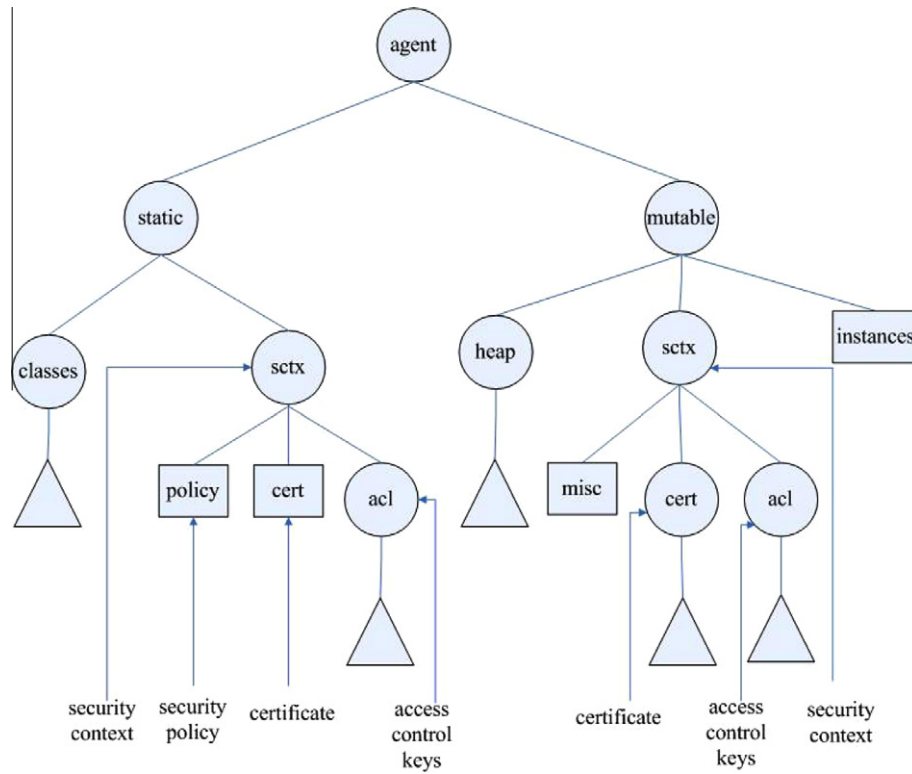 agent
static
mutable
classes
sctx
heap
sctx
instances
policy
cert
acl
misc
cert
acl
security
context
security
policy
certificate
access
control
keys
certificate
access
control
keys
security
context